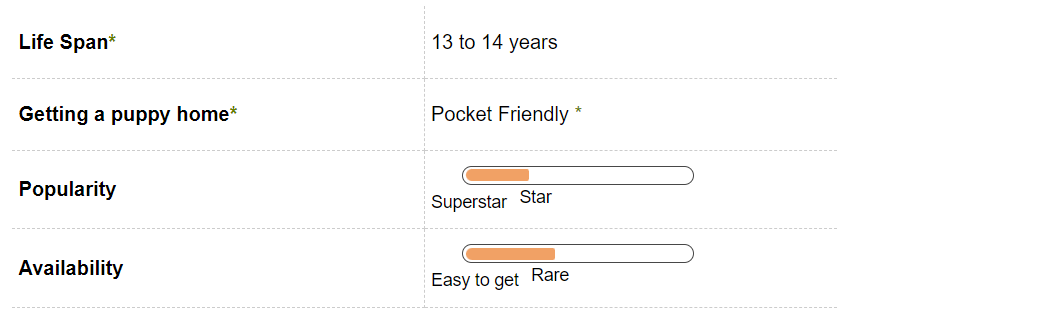 Life Span* 13 to 14 years
Getting a puppy home* Pocket Friendly *
Popularity
Superstar Star
Availability
Easy to get Rare